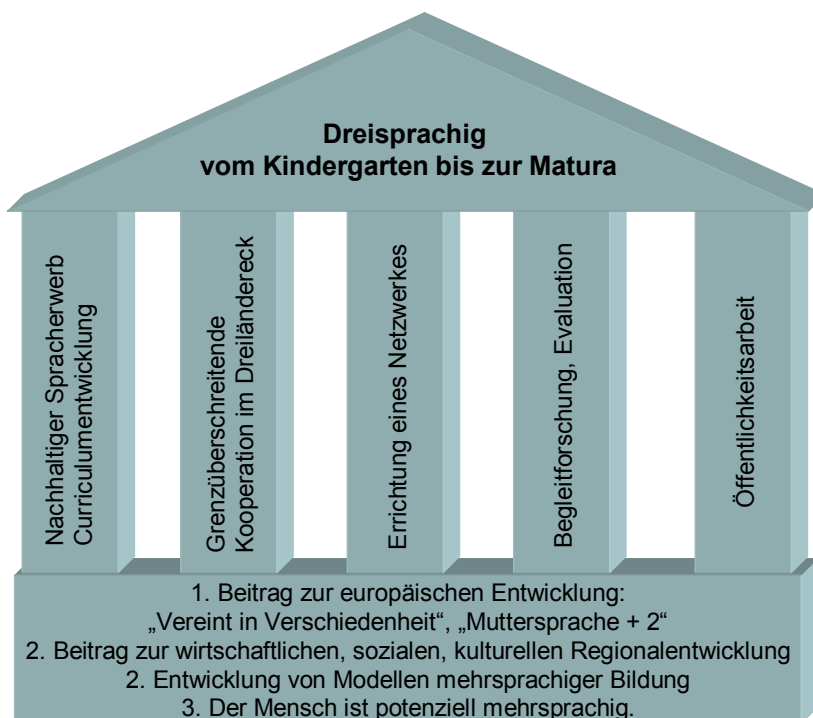 Dreisprachig
vom Kindergarten bis zur Matura
Nachhaltiger Spracherwerb
Curriculumentwicklung
Grenzüberschreitende
Kooperation im Dreiländereck
Errichtung eines Netzwerkes
Begleitforschung, Evaluation
Öffentlichkeitsarbeit
1. Beitrag zur europäischen Entwicklung:
„Vereint in Verschiedenheit“, „Muttersprache + 2“
2. Beitrag zur wirtschaftlichen, sozialen, kulturellen Regionalentwicklung
2. Entwicklung von Modellen mehrsprachiger Bildung
3. Der Mensch ist potenziell mehrsprachig.